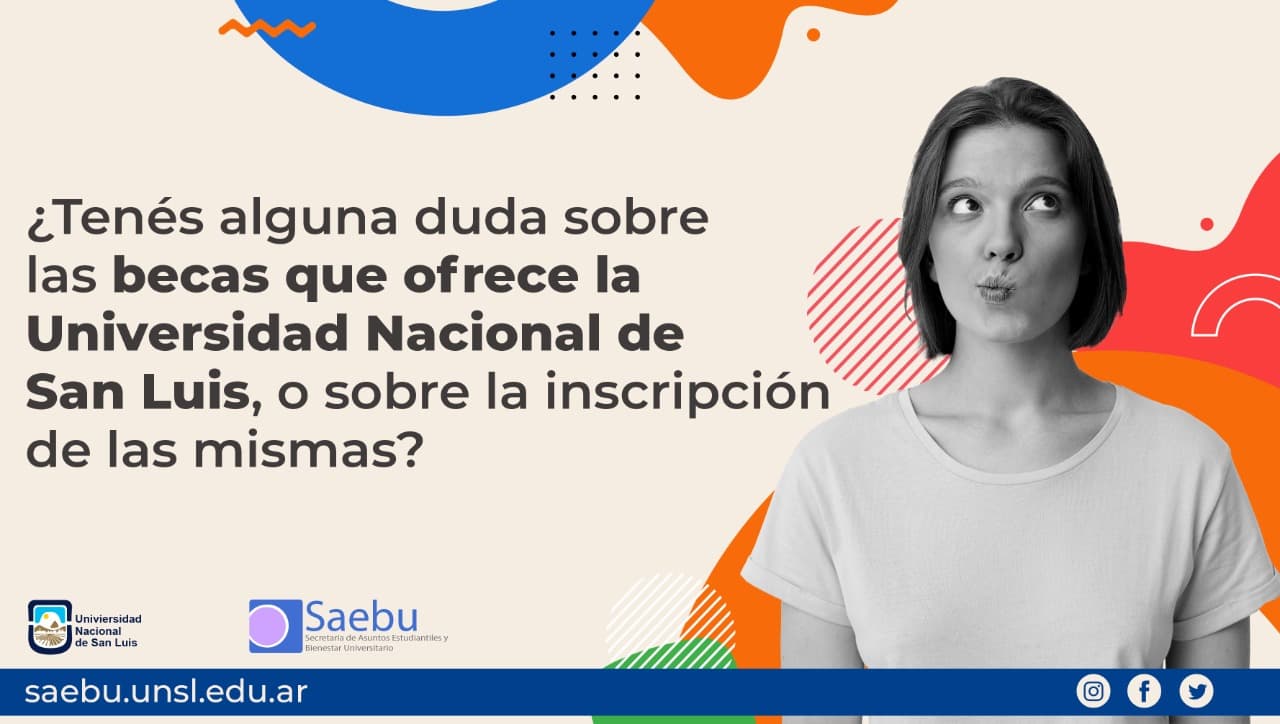 ¿Tenés alguna duda sobre
las becas que ofrece la
Universidad Nacional de
San Luis, o sobre la inscripción
de las mismas?
Univiersidad
Nacional
de San Luis
Saebu
Secretaría de Asuntos Estudiantiles y
Bienestar Universitario
saebu.unsl.edu.ar